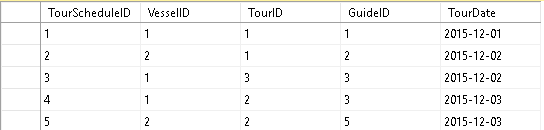 TourScheduleID VesselID TourID GuideID TourDate
1 1 1 1 2015-12-01
2 2 1 2 2015-12-02
3 1 3 3 2015-12-02
4 1 2 3 2015-12-03
5 2 2 5 2015-12-03